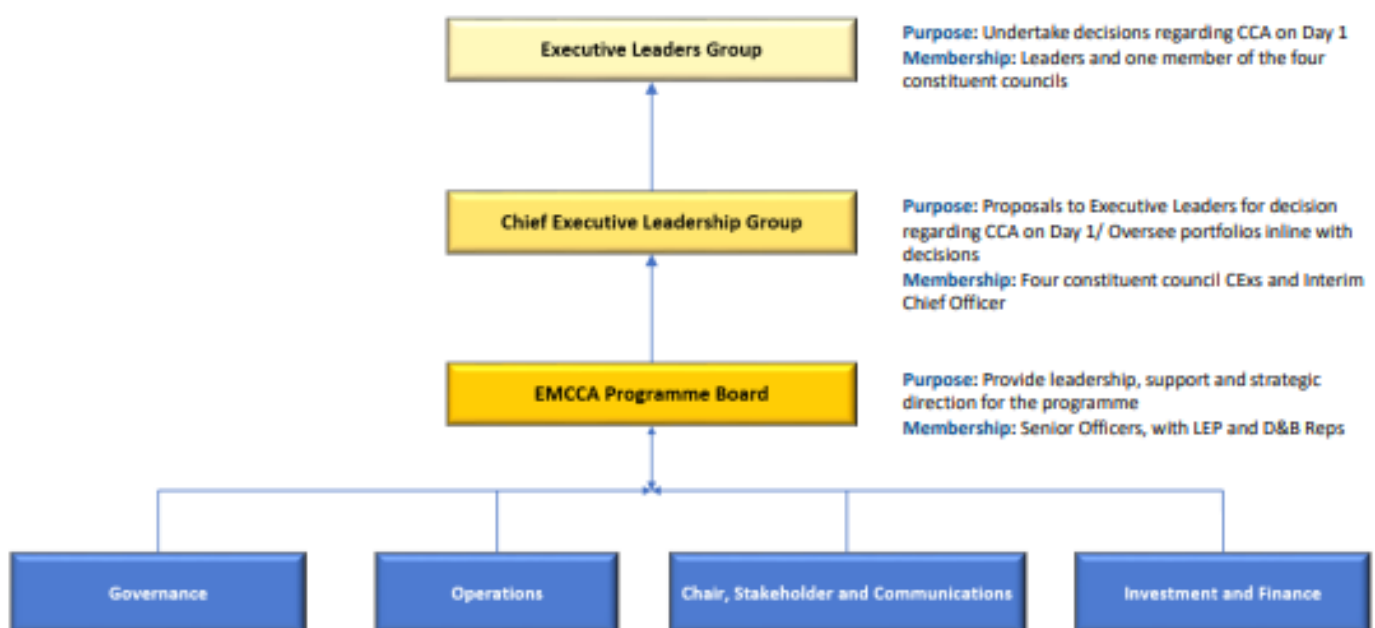 Executive Leaders Group
Purpose: Undertake decisions regarding CCA on Day 1
Membership: Leaders and one member of the four
constituent councils
Chief Executive Leadership Group
Purpose: Proposals to Executive Leaders for decision
regarding CCA on Day 1/ Oversee portfolios inline with
decisions
Membership: Four constituent council CExs and Interim
Chief Officer
EMCCA Programme Board
Purpose: Provide leadership, support and strategic
direction for the programme
Membership: Senior Officers, with LEP and D&B Reps
Governance
Operations
Chair, Stakeholder and Communications
Investment and Finance